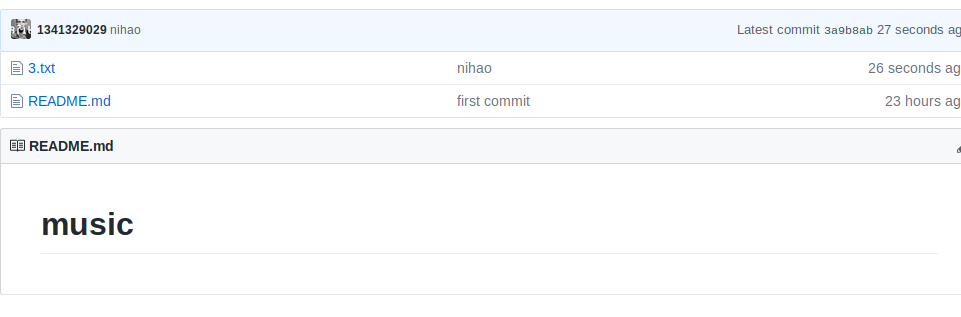 1341329029 nihao Latest commit 3a9b8ab 27 seconds ag
3.txt nihao 26 seconds ag
README.md first commit 23 hours ag
README.md
music